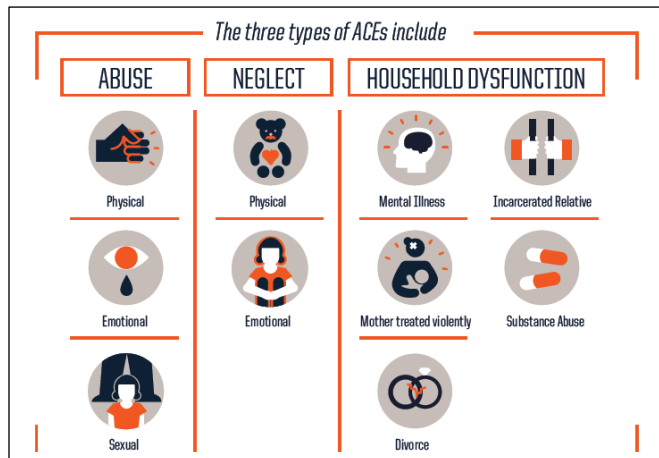 The three types of ACEs include
ABUSE
NEGLECT
HOUSEHOLD DYSFUNCTION
Physical
Physical
Mental Illness
Incarcerated Relative
Emotional
Emotional
Mother treated violently
Substance Abuse
Sexual
Divorce